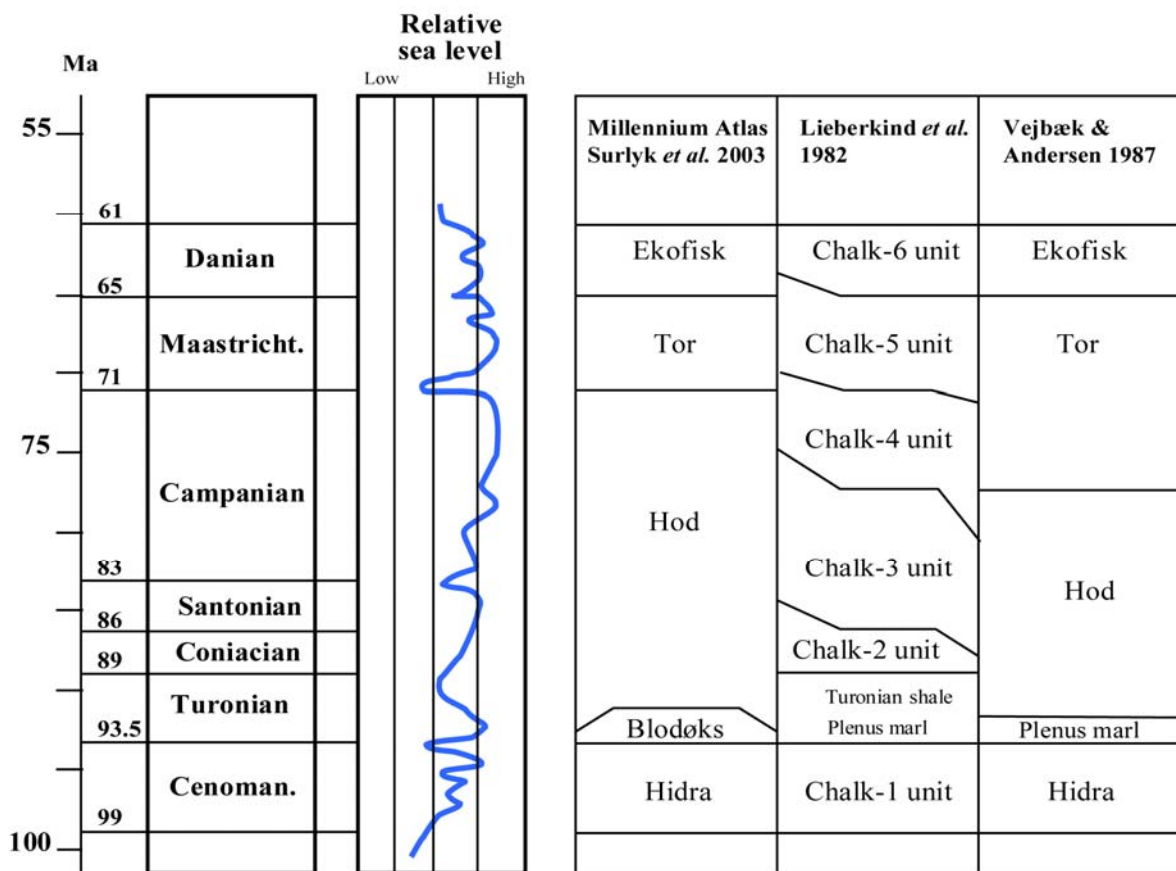 Relative
sea level
Ma
Low High
55
Millennium Atlas
Surlyk et al. 2003
Lieberkind et al.
1982
Vejbæk &
Andersen 1987
61
Danian
Ekofisk
Chalk-6 unit
Ekofisk
65
Maastricht.
Tor
Chalk-5 unit
Tor
71
75
Chalk-4 unit
Campanian
Hod
Chalk-3 unit
Hod
83
Santonian
86
Coniacian
Chalk-2 unit
89
Turonian
Turonian shale
93.5
Blodøks
Plenus marl
Plenus marl
Cenoman.
Hidra
Chalk-1 unit
Hidra
99
100